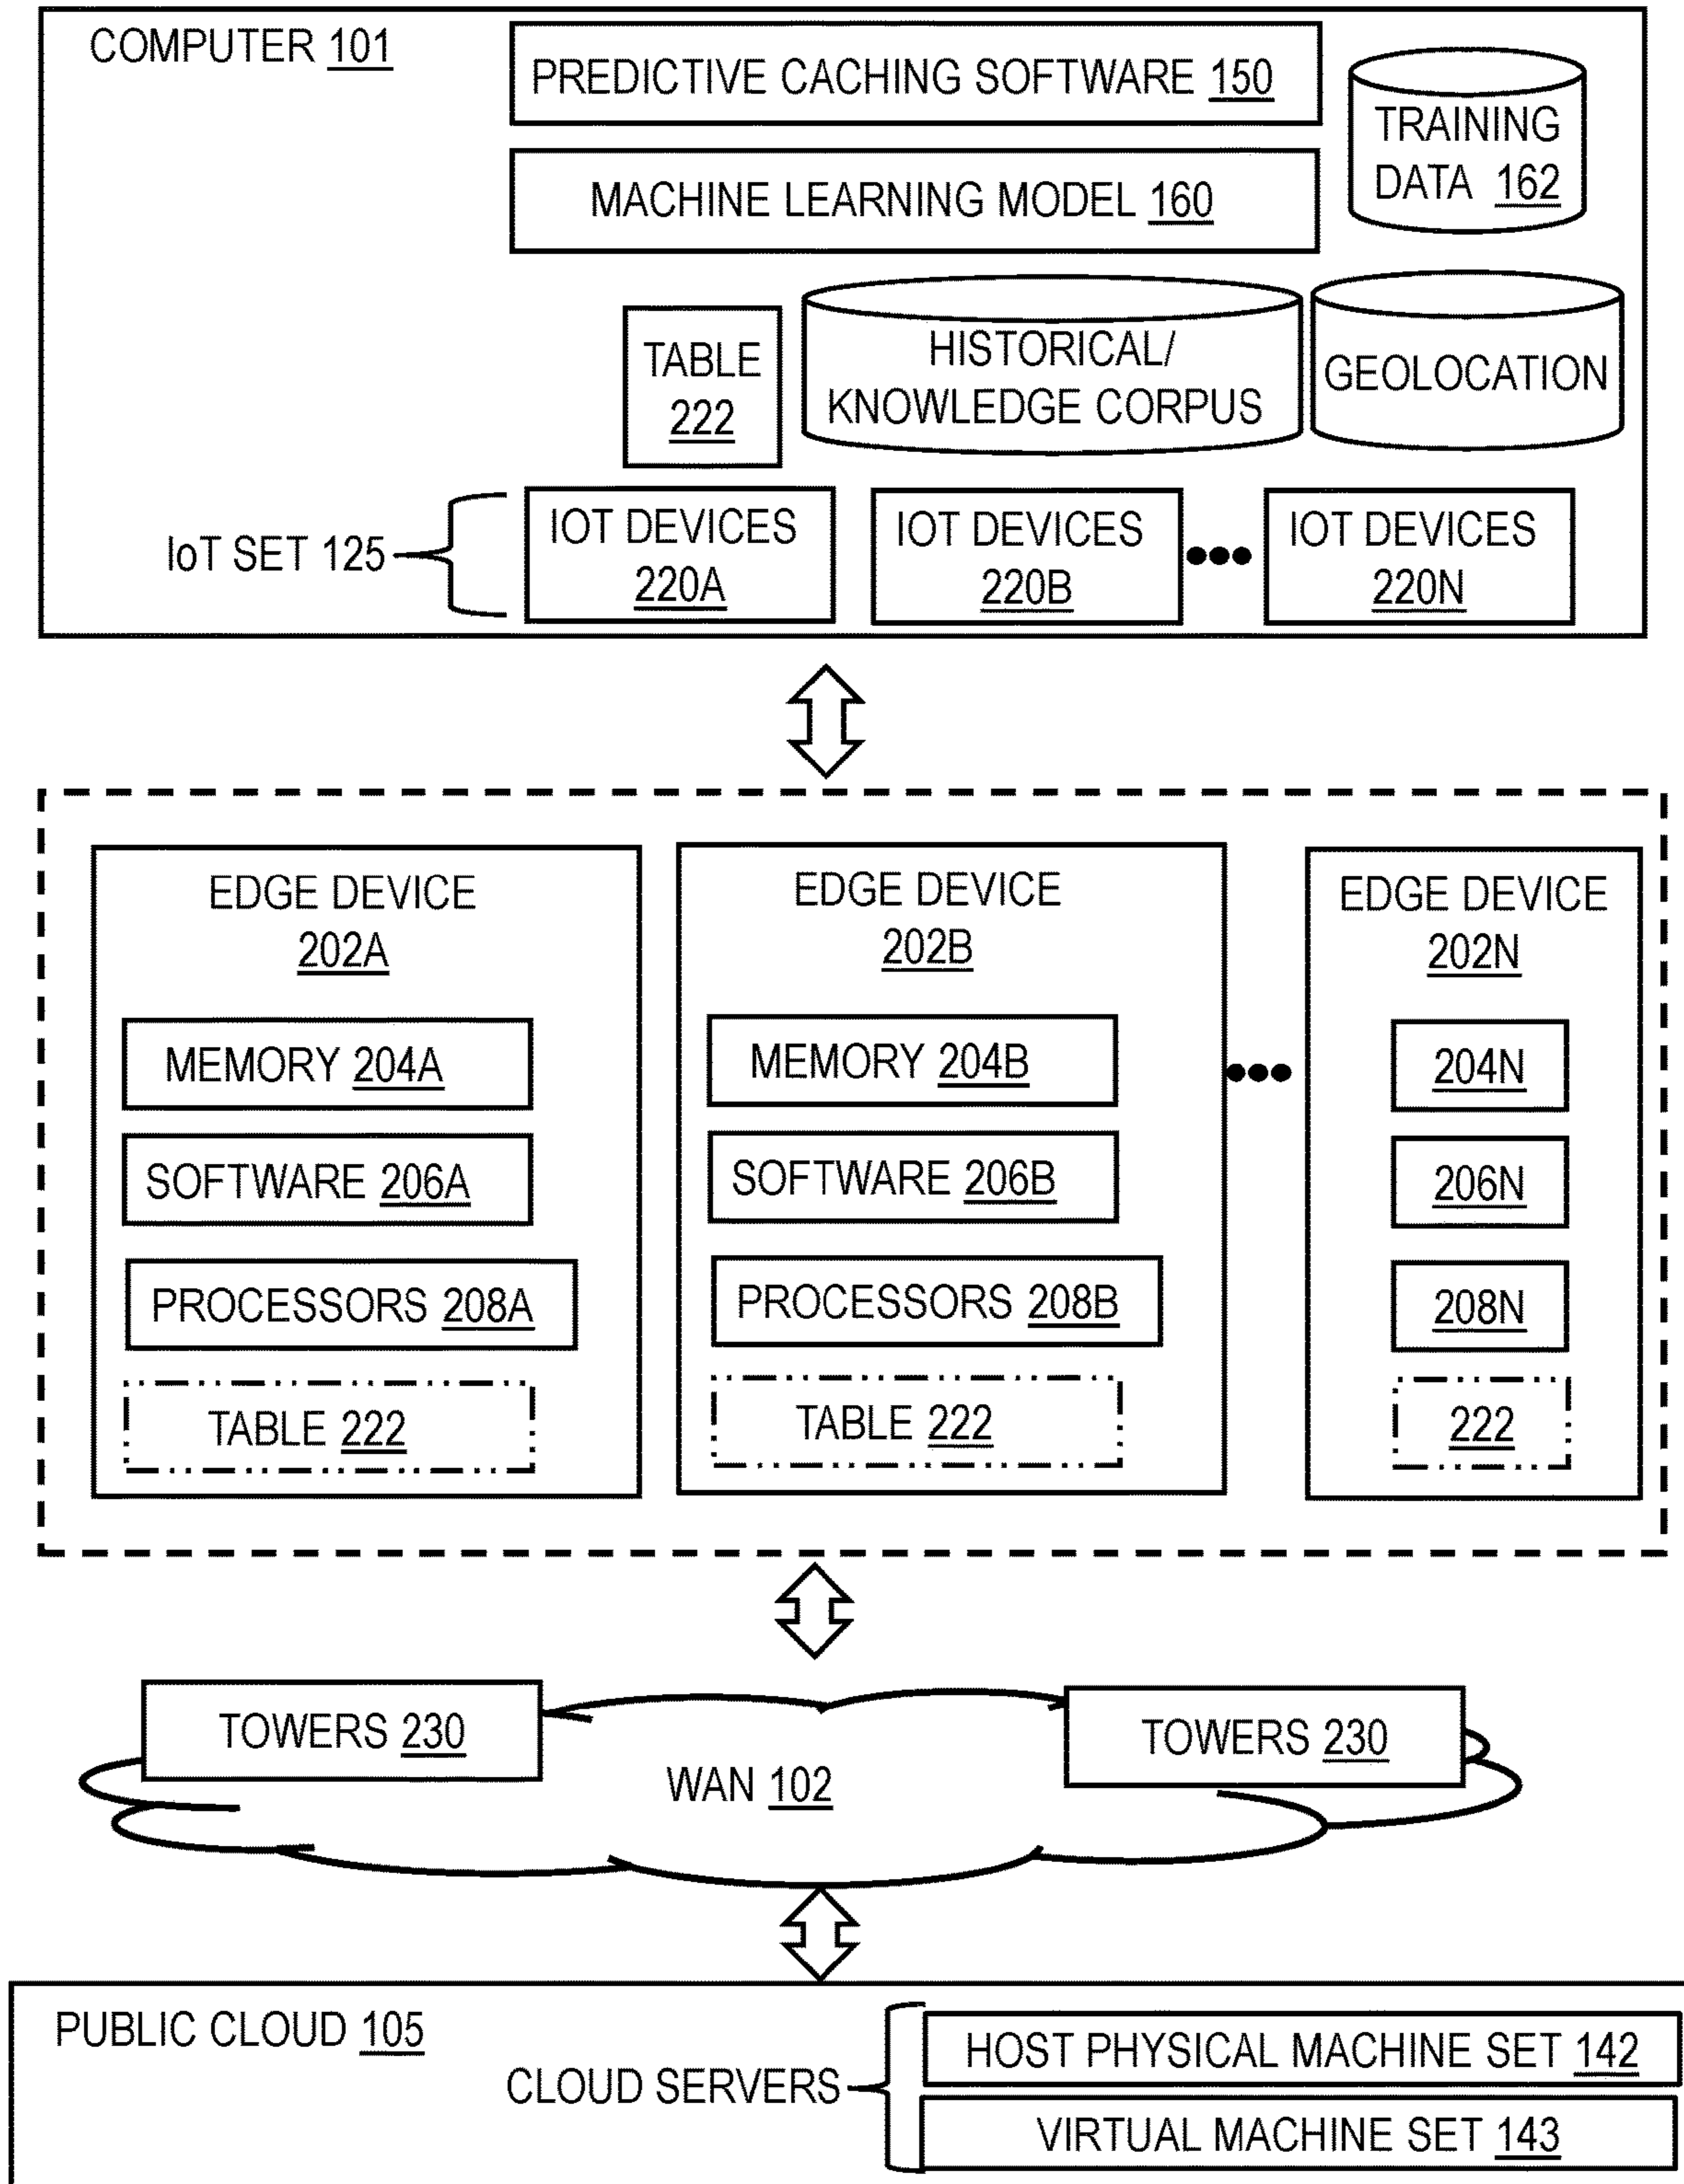 COMPUTER 101
PREDICTIVE CACHING SOFTWARE 150
TRAINING
DATA 162
MACHINE LEARNING MODEL 160
TABLE
222
HISTORICAL/
KNOWLEDGE CORPUS
GEOLOCATION
IoT SET 125
IOT DEVICES
220A
IOT DEVICES
220B
IOT DEVICES
220N
EDGE DEVICE
202A
MEMORY 204A
SOFTWARE 206A
PROCESSORS 208A
TABLE 222
EDGE DEVICE
202B
MEMORY 204B
SOFTWARE 206B
PROCESSORS 208B
TABLE 222
EDGE DEVICE
202N
204N
206N
208N
222
TOWERS 230
WAN 102
TOWERS 230
PUBLIC CLOUD 105
CLOUD SERVERS
HOST PHYSICAL MACHINE SET 142
VIRTUAL MACHINE SET 143